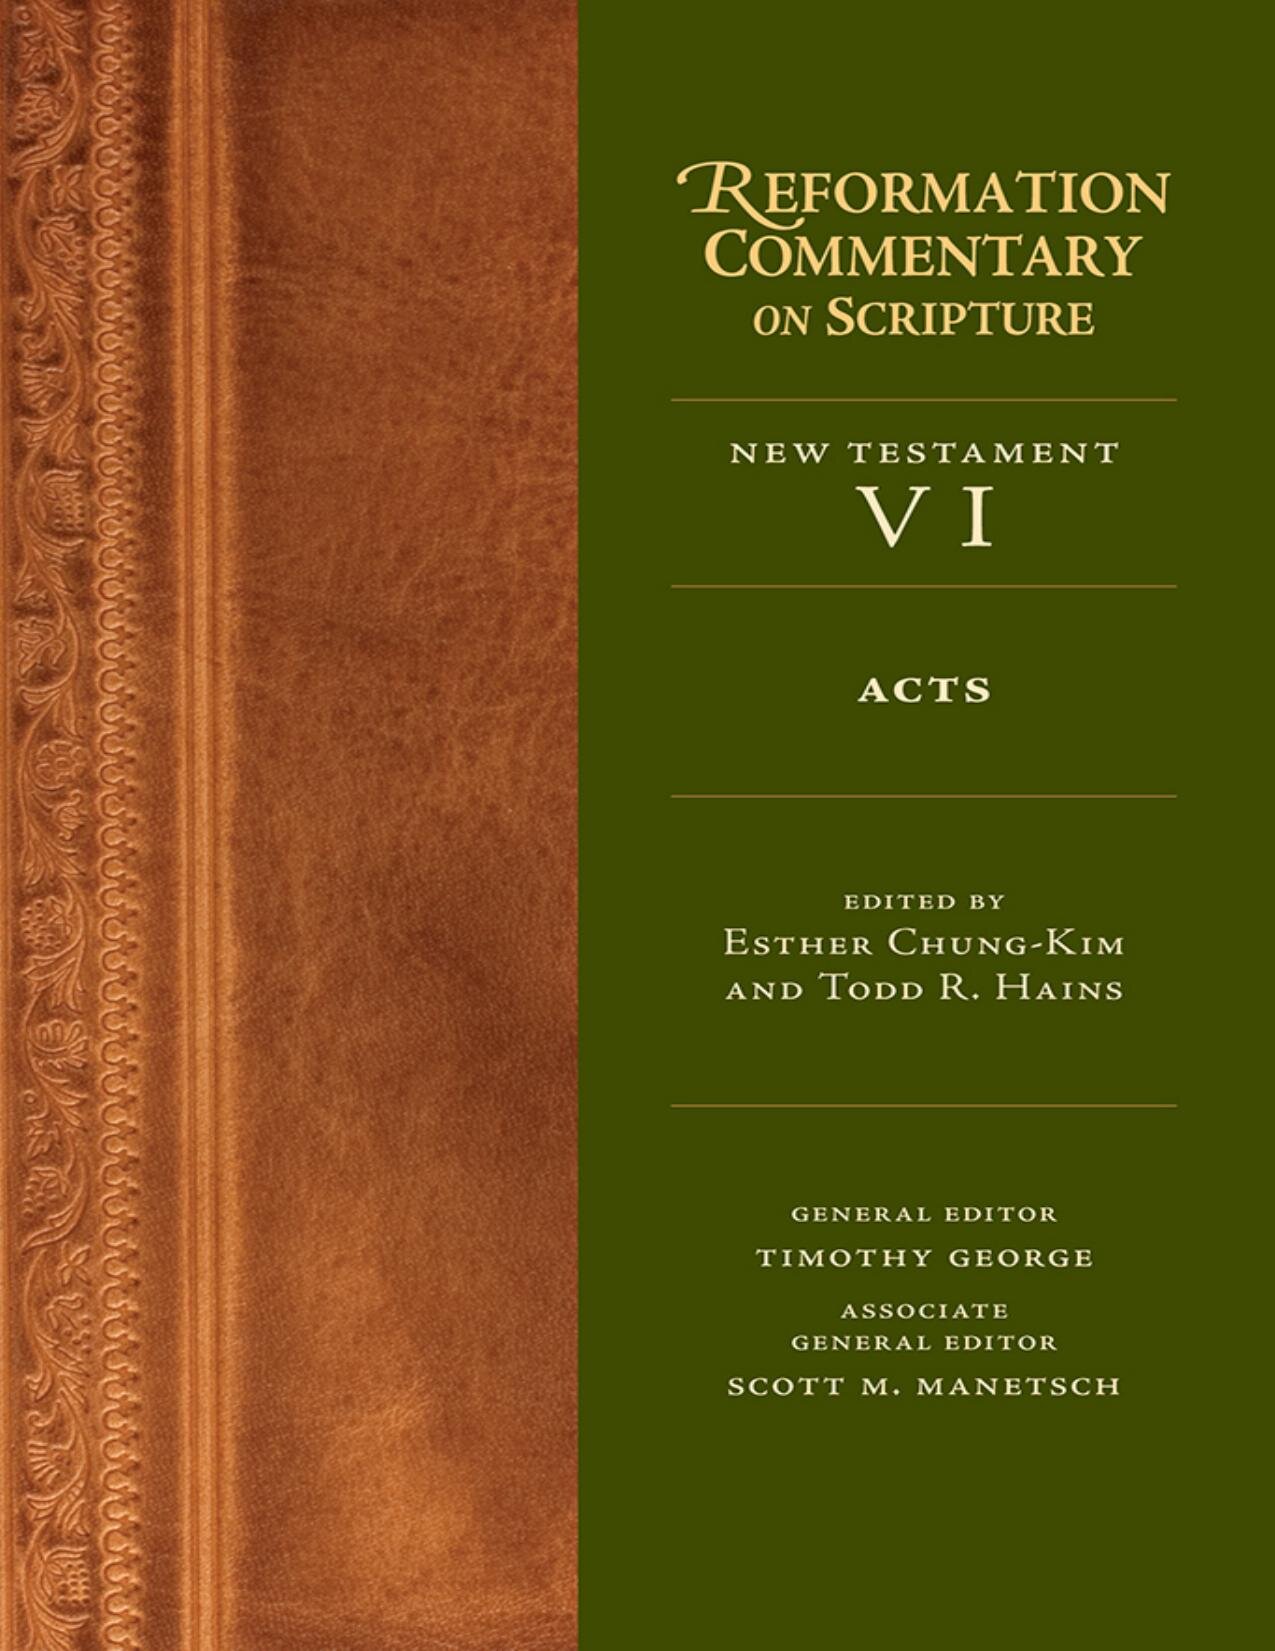 REFORMATION
COMMENTARY
ON SCRIPTURE
NEW TESTAMENT
VI
ACTS
EDITED BY
ESTHER CHUNG-KIM
AND TODD R. HAINS
GENERAL EDITOR
TIMOTHY GEORGE
ASSOCIATE
GENERAL EDITOR
SCOTT M. MANETSCH